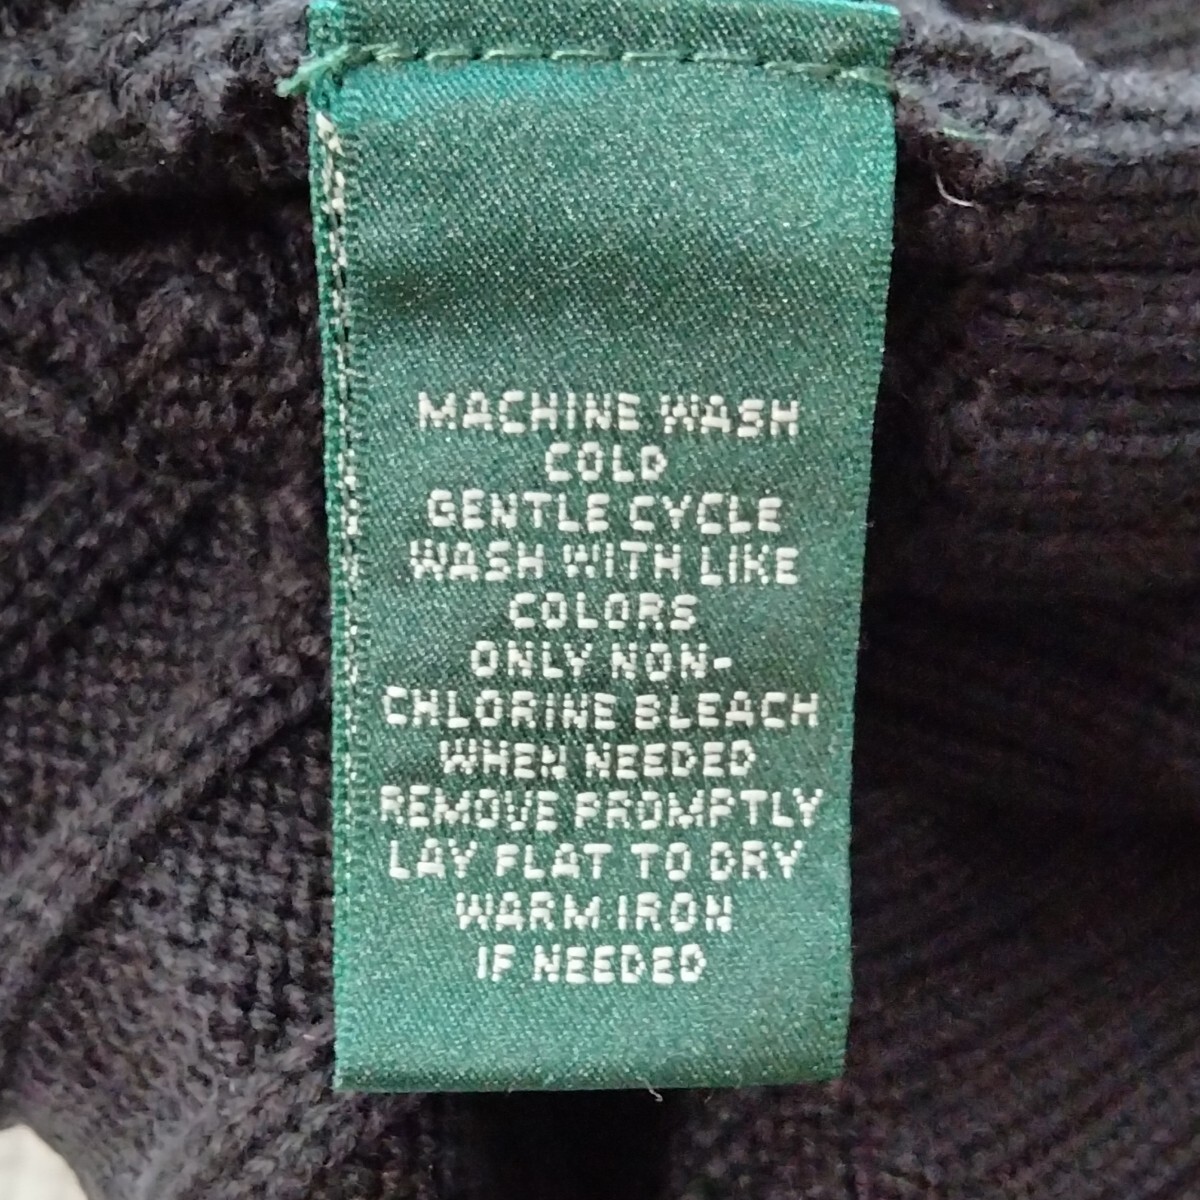 MACHINE WASH
COLD
GENTLE CYCLE
WASH WITH LIKE
COLORS
ONLY NON-
CHLORINE BLEACH
WHEN NEEDED
REMOVE PROMPTLY
LAY FLAT TO DRY
WARM IRON
IF NEEDED